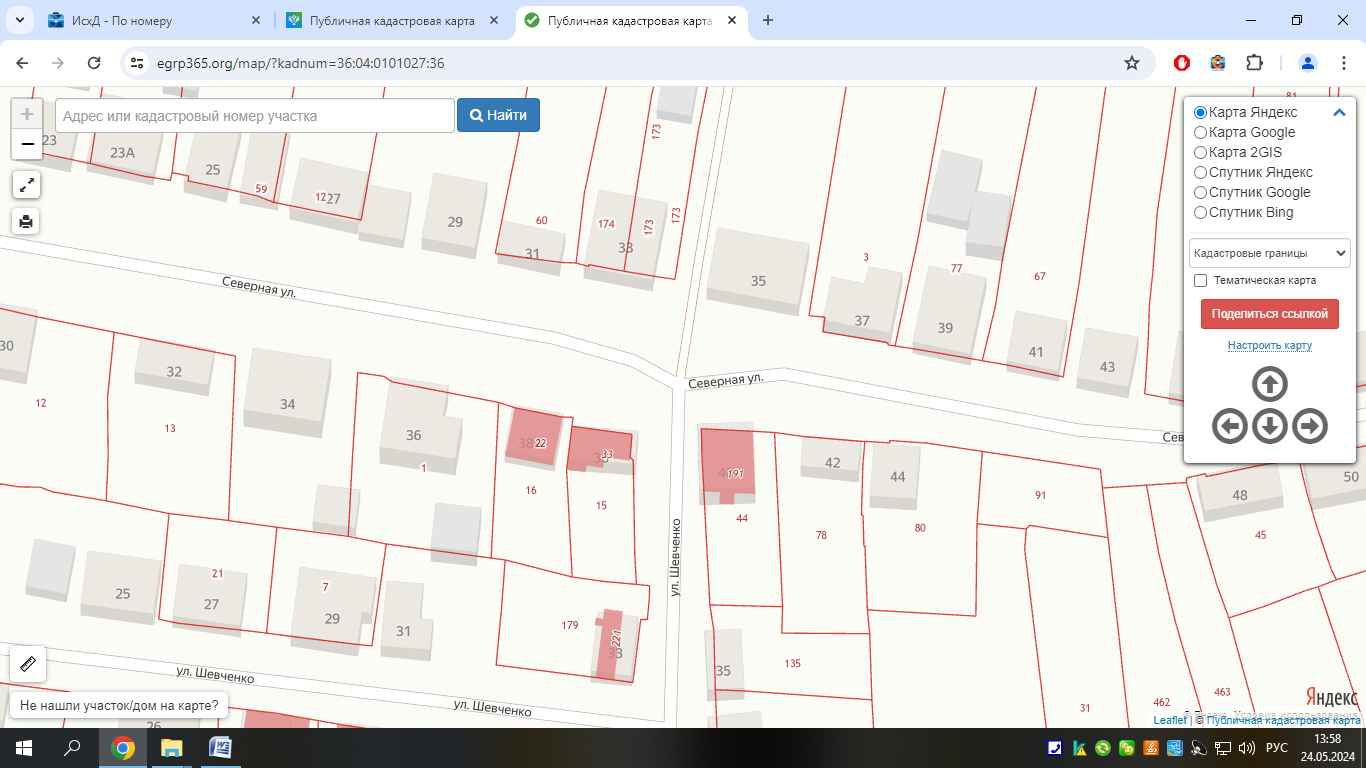 ИсхД - По номеру
Публичная кадастровая карта
Публичная кадастровая карта
egrp365.org/map/?kadnum=36:04:0101027:36
Адрес или кадастровый номер участка
Найти
Карта Яндекс
Карта Google
Карта 2GIS
Спутник Яндекс
Спутник Google
Спутник Bing
Кадастровые границы
Тематическая карта
Поделиться ссылкой
Настроить карту
81
173
23
23А
25
59
12
27
29
60
31
174
33
173
173
35
3
37
77
39
67
41
43
Северная ул.
Северная ул.
30
32
34
36
12
13
1
22
33
16
15
191
44
42
44
78
80
91
48
50
45
ул. Шевченко
25
21
27
7
29
31
179
221
33
35
135
31
462
463
ул. Шевченко
ул. Шевченко
26
Не нашли участок/дом на карте?
Яндекс
© Яндекс Условия использования
Leaflet | © Публичная кадастровая карта
РУС
13:58
24.05.2024